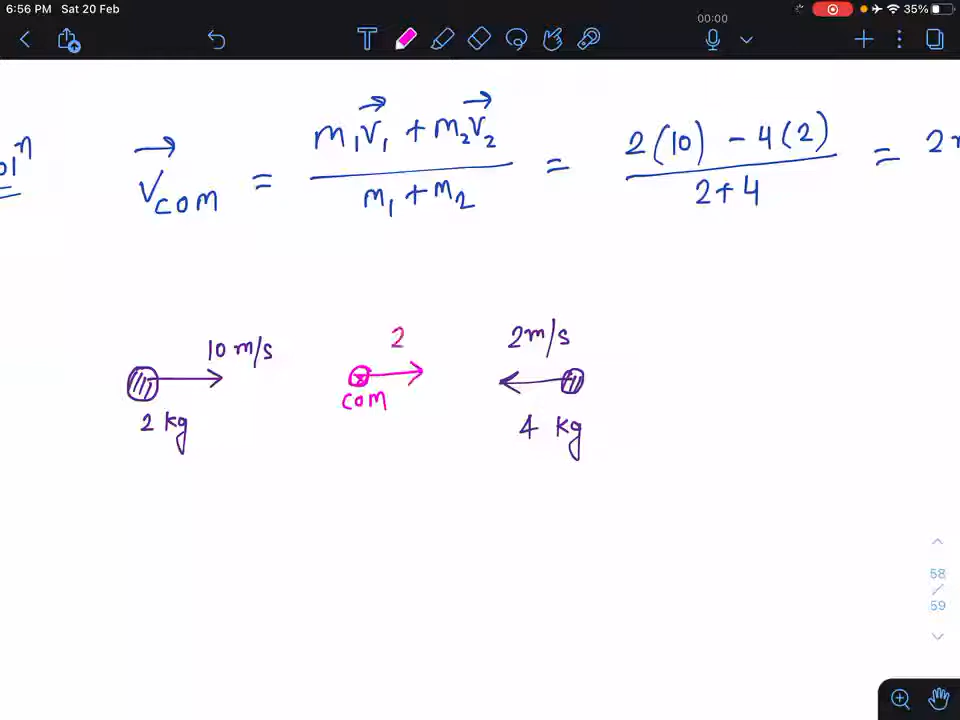 6:56 PM Sat 20 Feb
00:00
35%
T
olⁿ V⃗COM = (m₁V⃗₁ + m₂V⃗₂) / (m₁ + m₂) = (2(10) - 4(2)) / (2+4) = 2
10 m/s
2
2m/s
COM
2 kg
4 kg
58
/
59